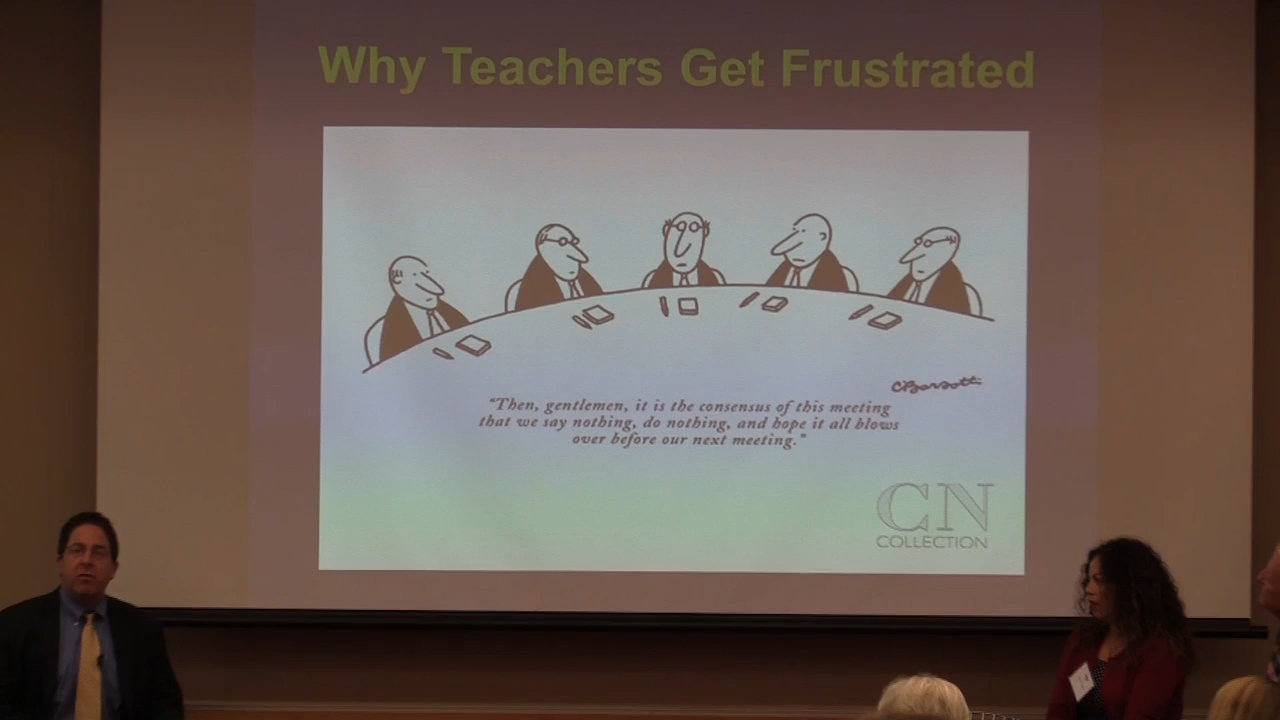 Why Teachers Get Frustrated
CBarsotti
"Then, gentlemen, it is the consensus of this meeting
that we say nothing, do nothing, and hope it all blows
over before our next meeting."
CN
COLLECTION